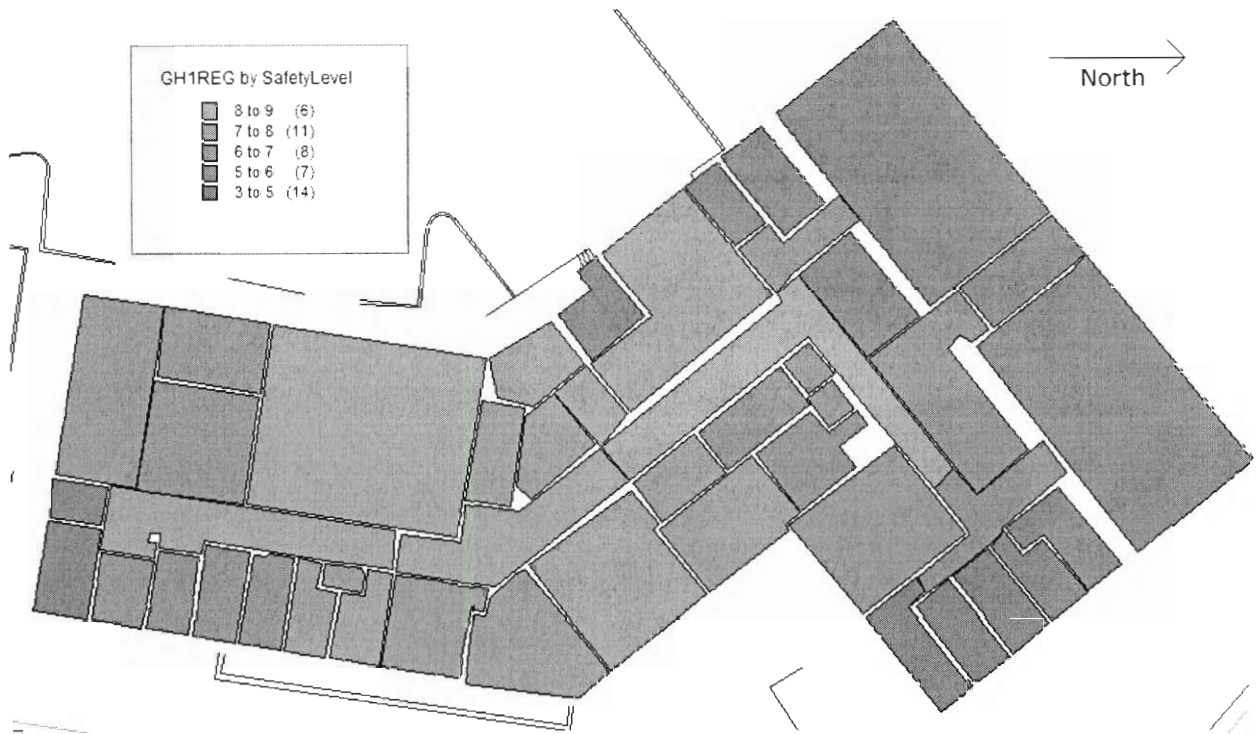 GH1REG by SafetyLevel
8 to 9 (6)
7 to 8 (11)
6 to 7 (8)
5 to 6 (7)
3 to 5 (14)
North